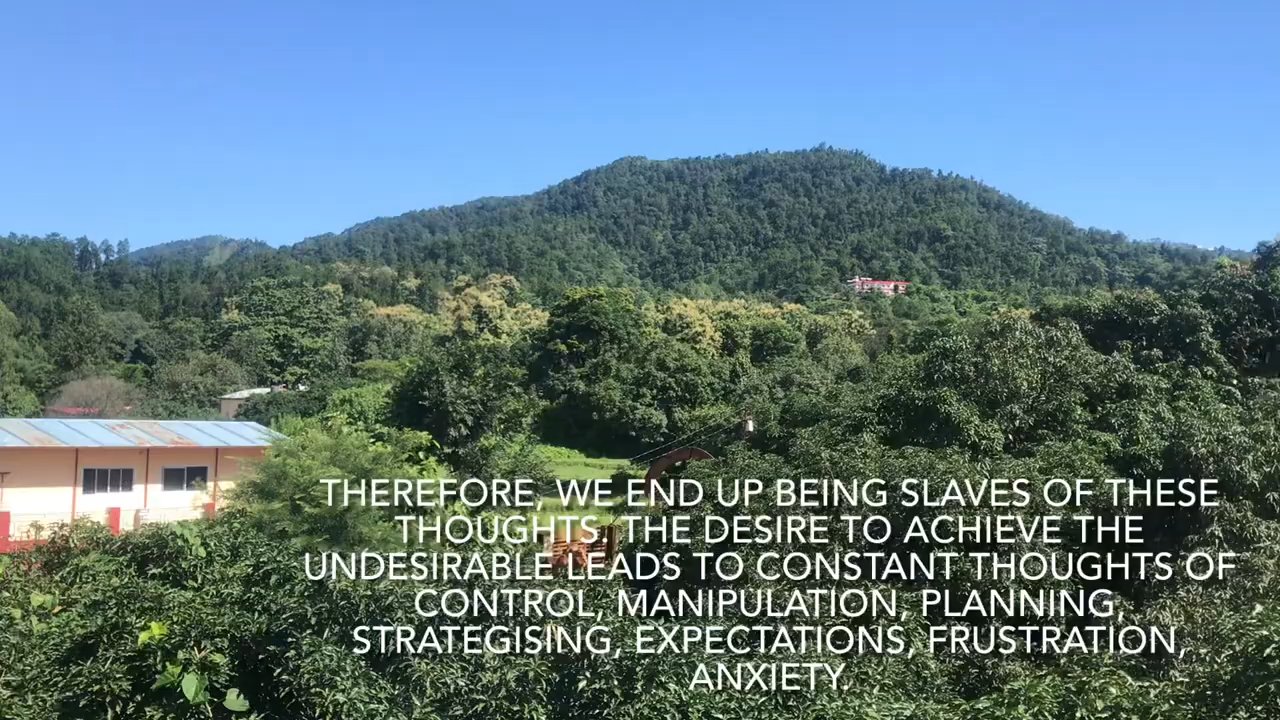 THEREFORE, WE END UP BEING SLAVES OF THESE
THOUGHTS. THE DESIRE TO ACHIEVE THE
UNDESIRABLE LEADS TO CONSTANT THOUGHTS OF
CONTROL, MANIPULATION, PLANNING,
STRATEGISING, EXPECTATIONS, FRUSTRATION,
ANXIETY.